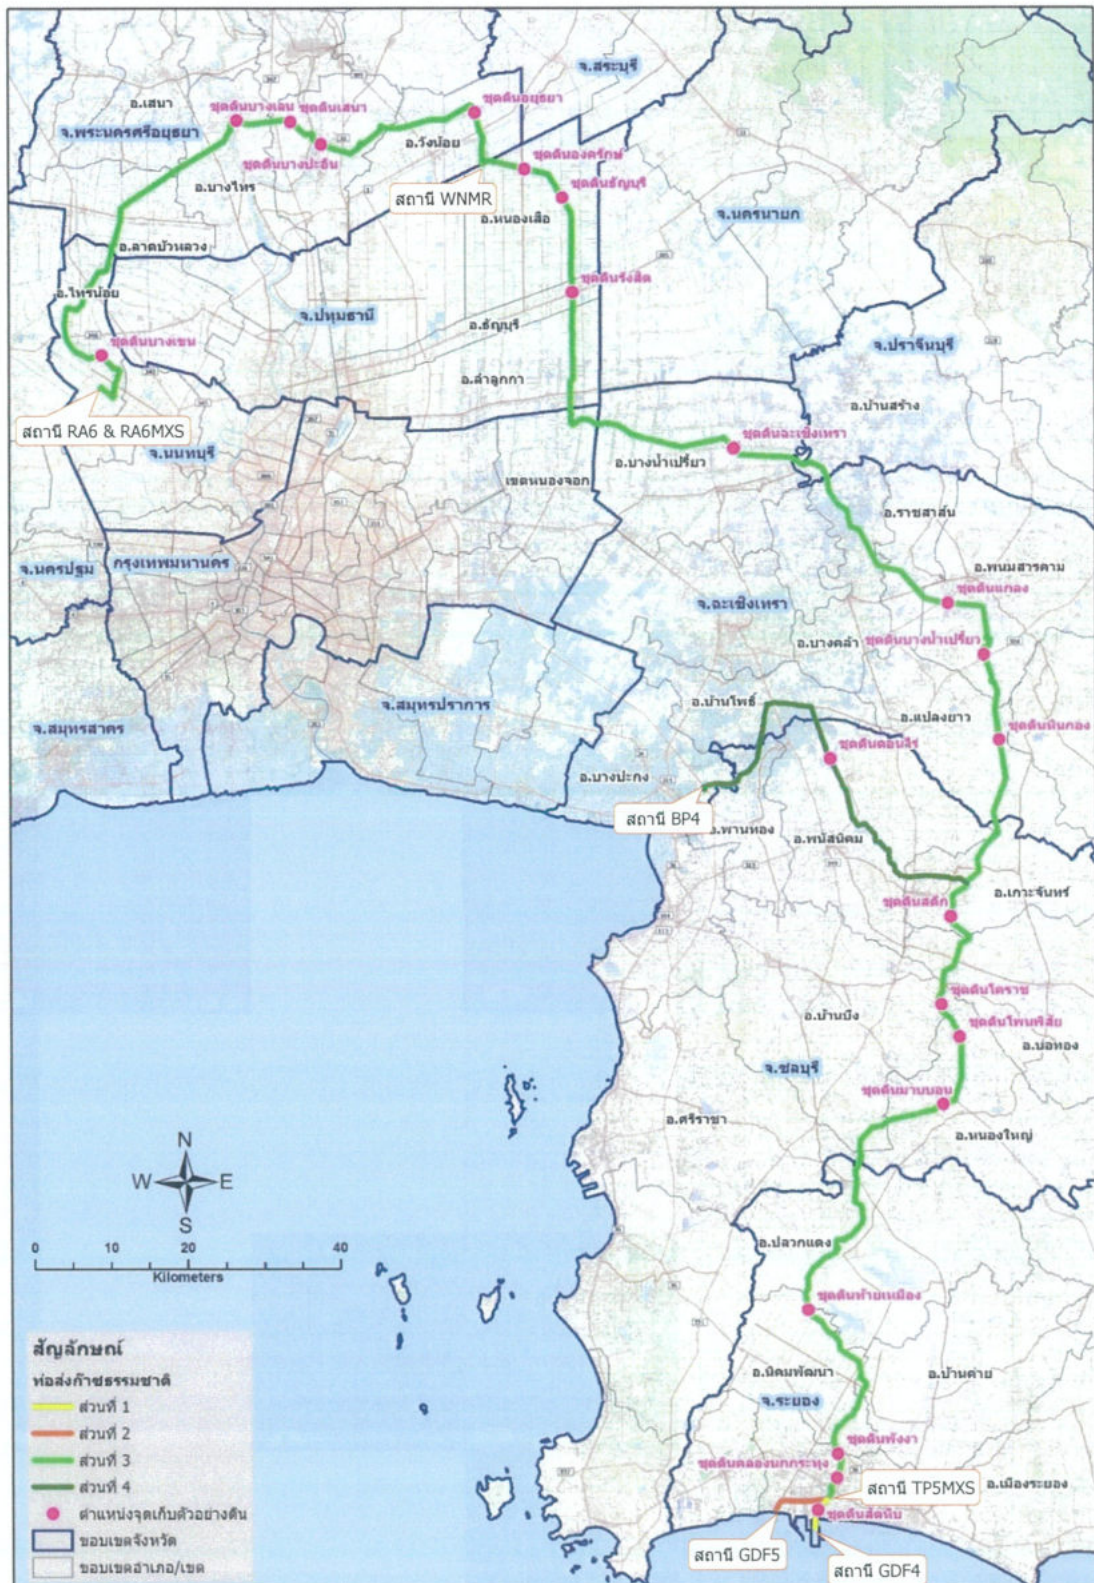 จ.สระบุรี
อ.เสนา
ชุดดินบางเลน
ชุดดินเสนา
ชุดดินอยุธยา
จ.พระนครศรีอยุธยา
อ.วังน้อย
ชุดดินบางปะอิน
ชุดดินองครักษ์
อ.บางไทร
สถานี WNMR
ชุดดินธัญบุรี
อ.หนองเสือ
จ.นครนายก
อ.ลาดบัวหลวง
อ.ไทรน้อย
ชุดดินรังสิต
จ.ปทุมธานี
อ.ธัญบุรี
ชุดดินบางเขน
จ.ปราจีนบุรี
อ.ลำลูกกา
อ.บ้านสร้าง
สถานี RA6 & RA6MXS
จ.นนทบุรี
ชุดดินฉะเชิงเทรา
อ.บางน้ำเปรี้ยว
เขตหนองจอก
อ.ราชสาส์น
จ.นครปฐม
กรุงเทพมหานคร
อ.พนมสารคาม
จ.ฉะเชิงเทรา
ชุดดินแกลง
อ.บางคล้า
ชุดดินบางน้ำเปรี้ยว
จ.สมุทรปราการ
อ.บ้านโพธิ์
อ.แปลงยาว
จ.สมุทรสาคร
ชุดดินหินกอง
ชุดดินดอนไร่
อ.บางปะกง
สถานี BP4
อ.พานทอง
อ.พนัสนิคม
อ.เกาะจันทร์
ชุดดินสตึก
ชุดดินโคราช
อ.บ้านบึง
ชุดดินโพนพิสัย
อ.บ่อทอง
จ.ชลบุรี
ชุดดินมาบบอน
อ.ศรีราชา
อ.หนองใหญ่
N
W
E
S
อ.ปลวกแดง
0
10
20
40
Kilometers
ชุดดินท้ายเหมือง
สัญลักษณ์
ท่อส่งก๊าซธรรมชาติ
อ.นิคมพัฒนา
อ.บ้านค่าย
จ.ระยอง
ส่วนที่ 1
ส่วนที่ 2
ส่วนที่ 3
ส่วนที่ 4
ตำแหน่งจุดเก็บตัวอย่างดิน
ขอบเขตจังหวัด
ขอบเขตอำเภอ/เขต
ชุดดินพังงา
ชุดดินคลองนกกระทุง
สถานี TP5MXS
อ.เมืองระยอง
ชุดดินสัตหีบ
สถานี GDF5
สถานี GDF4